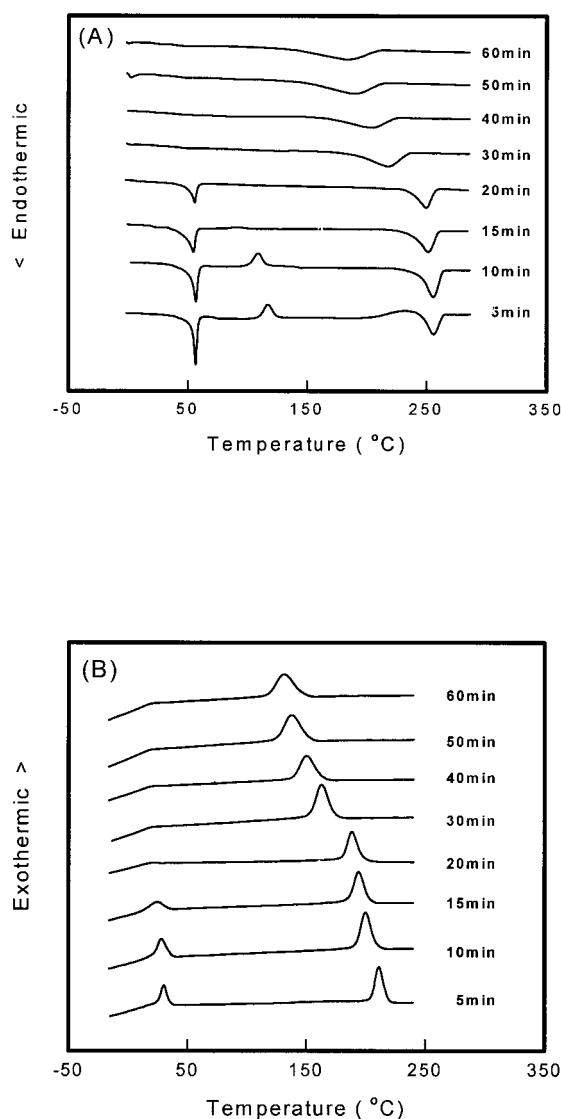 (A)
60min
50min
40min
30min
20min
15min
10min
3min
< Endothermic
-50 50 150 250 350
Temperature ( °C)
(B)
60min
50min
40min
30min
20min
15min
10min
5min
Exothermic >
-50 50 150 250 350
Temperature ( °C)